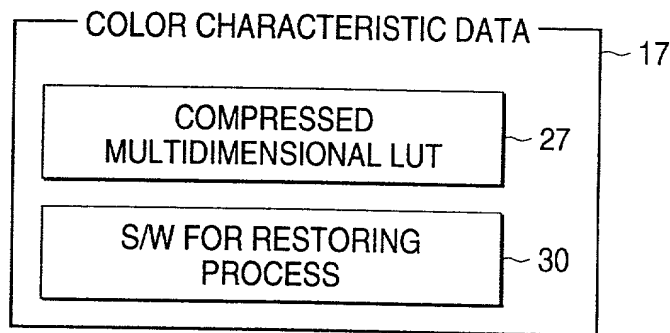 COLOR CHARACTERISTIC DATA
17
COMPRESSED
MULTIDIMENSIONAL LUT
27
S/W FOR RESTORING
PROCESS
30